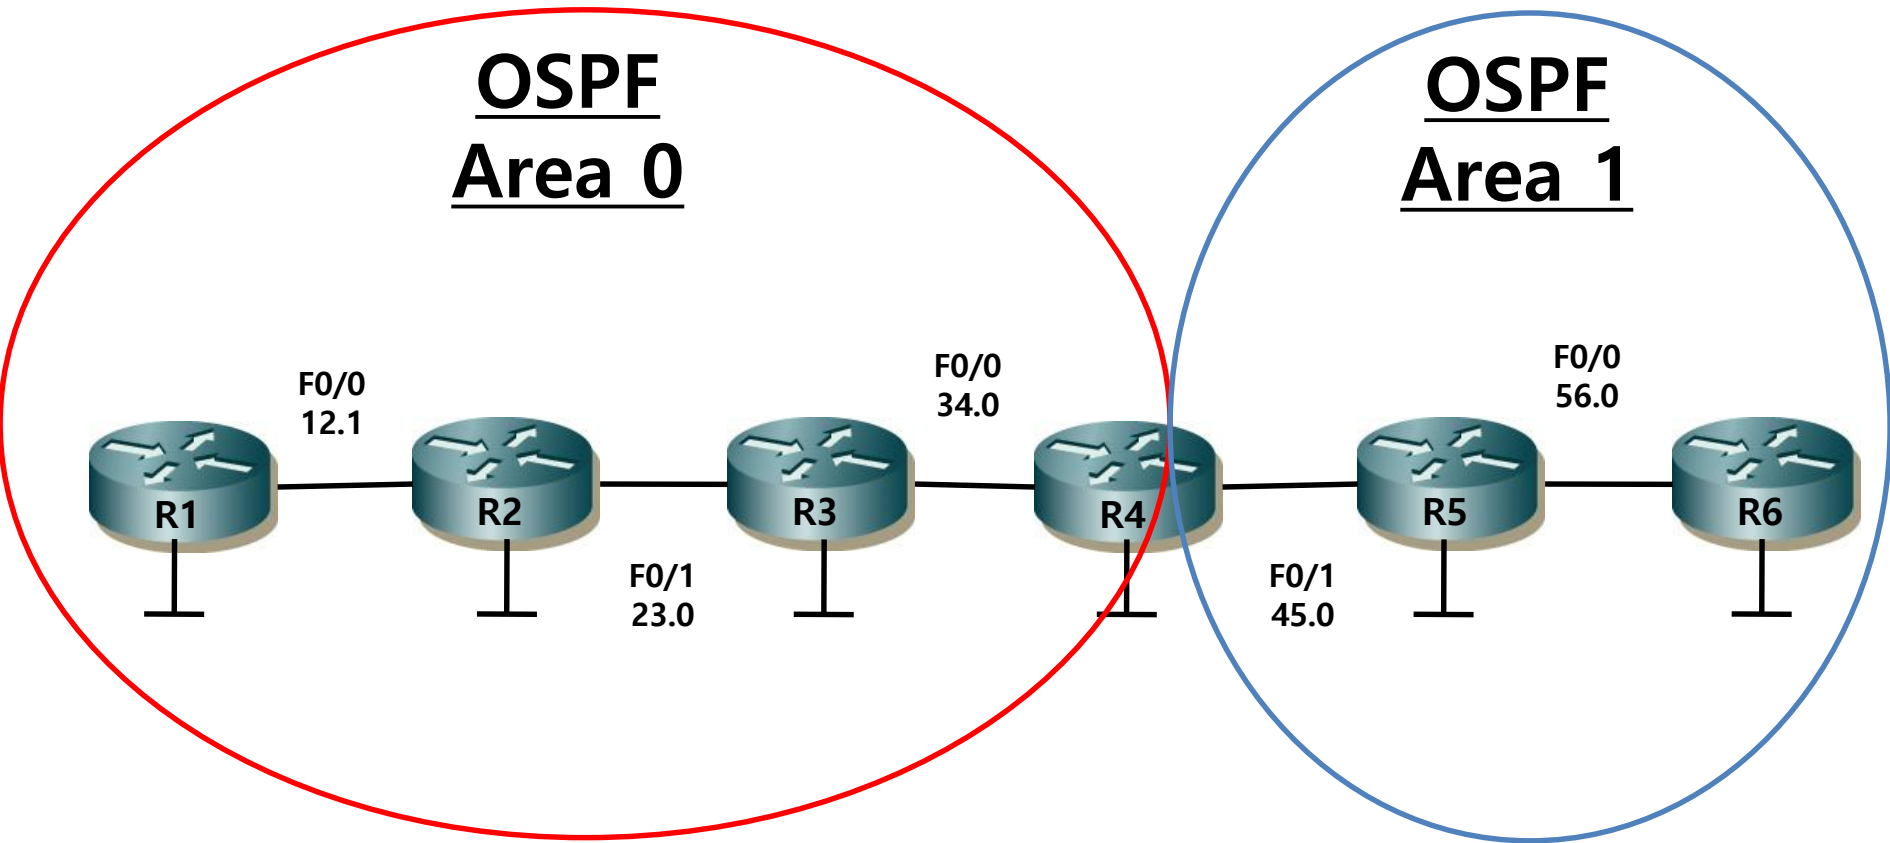 OSPF
Area 0
OSPF
Area 1
F0/0
12.1
F0/0
34.0
F0/0
56.0
R1
R2
R3
R4
R5
R6
F0/1
23.0
F0/1
45.0